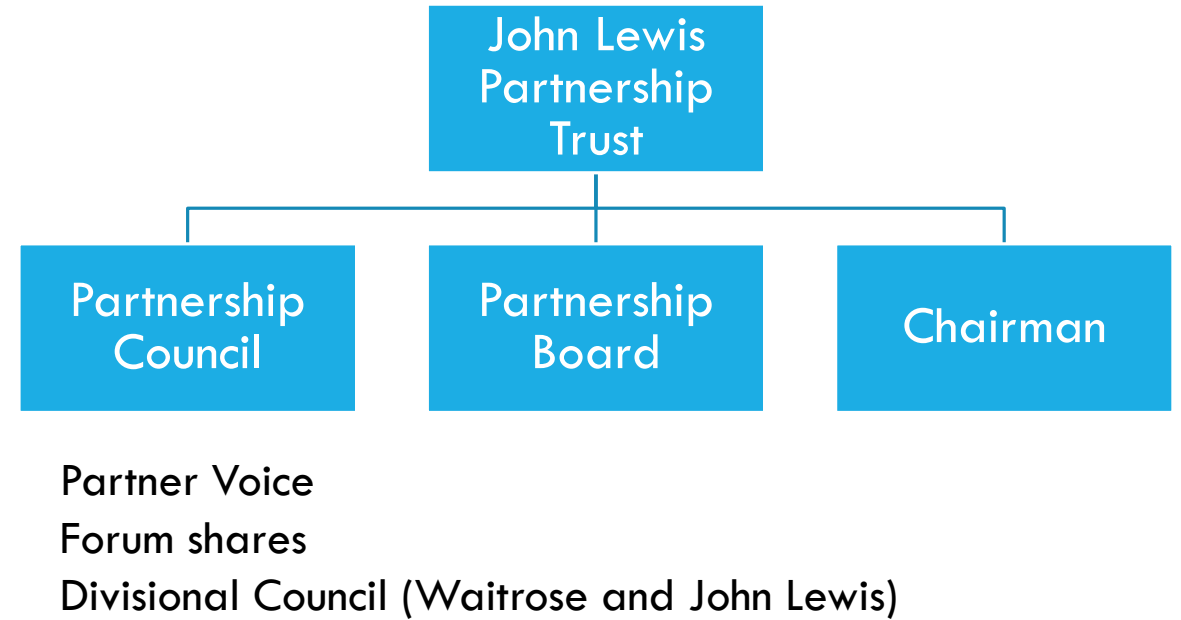 John Lewis
Partnership
Trust
Partnership
Council
Partnership
Board
Chairman
Partner Voice
Forum shares
Divisional Council (Waitrose and John Lewis)